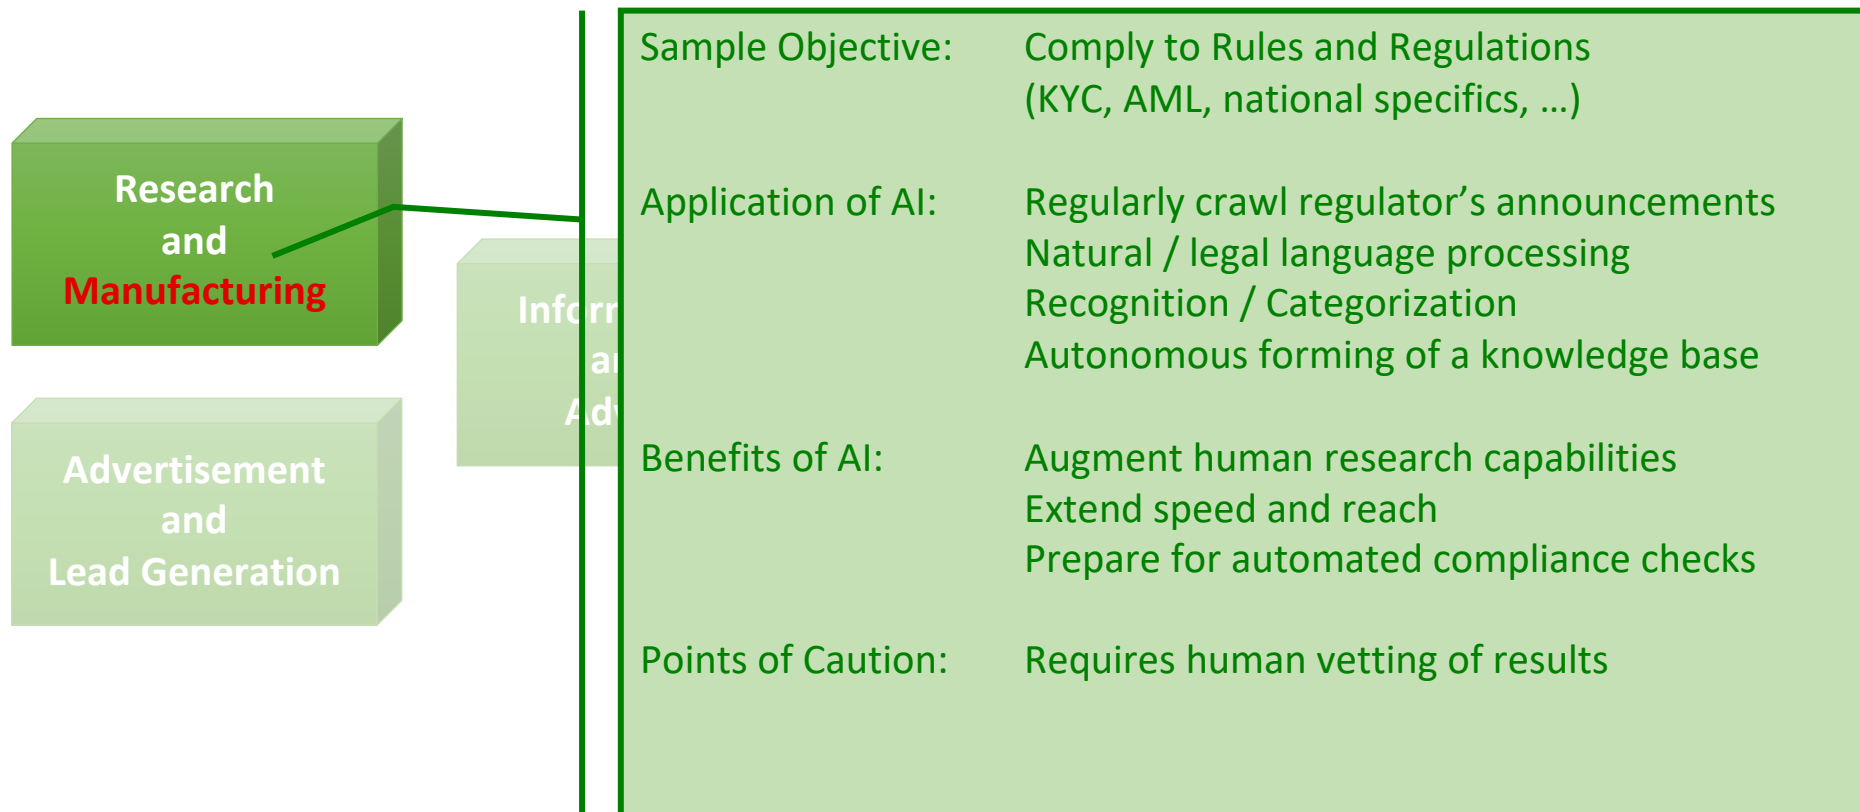 Research
and
Manufacturing
Advertisement
and
Lead Generation
Sample Objective: Comply to Rules and Regulations
(KYC, AML, national specifics, …)
Application of AI: Regularly crawl regulator’s announcements
Natural / legal language processing
Recognition / Categorization
Autonomous forming of a knowledge base
Benefits of AI: Augment human research capabilities
Extend speed and reach
Prepare for automated compliance checks
Points of Caution: Requires human vetting of results